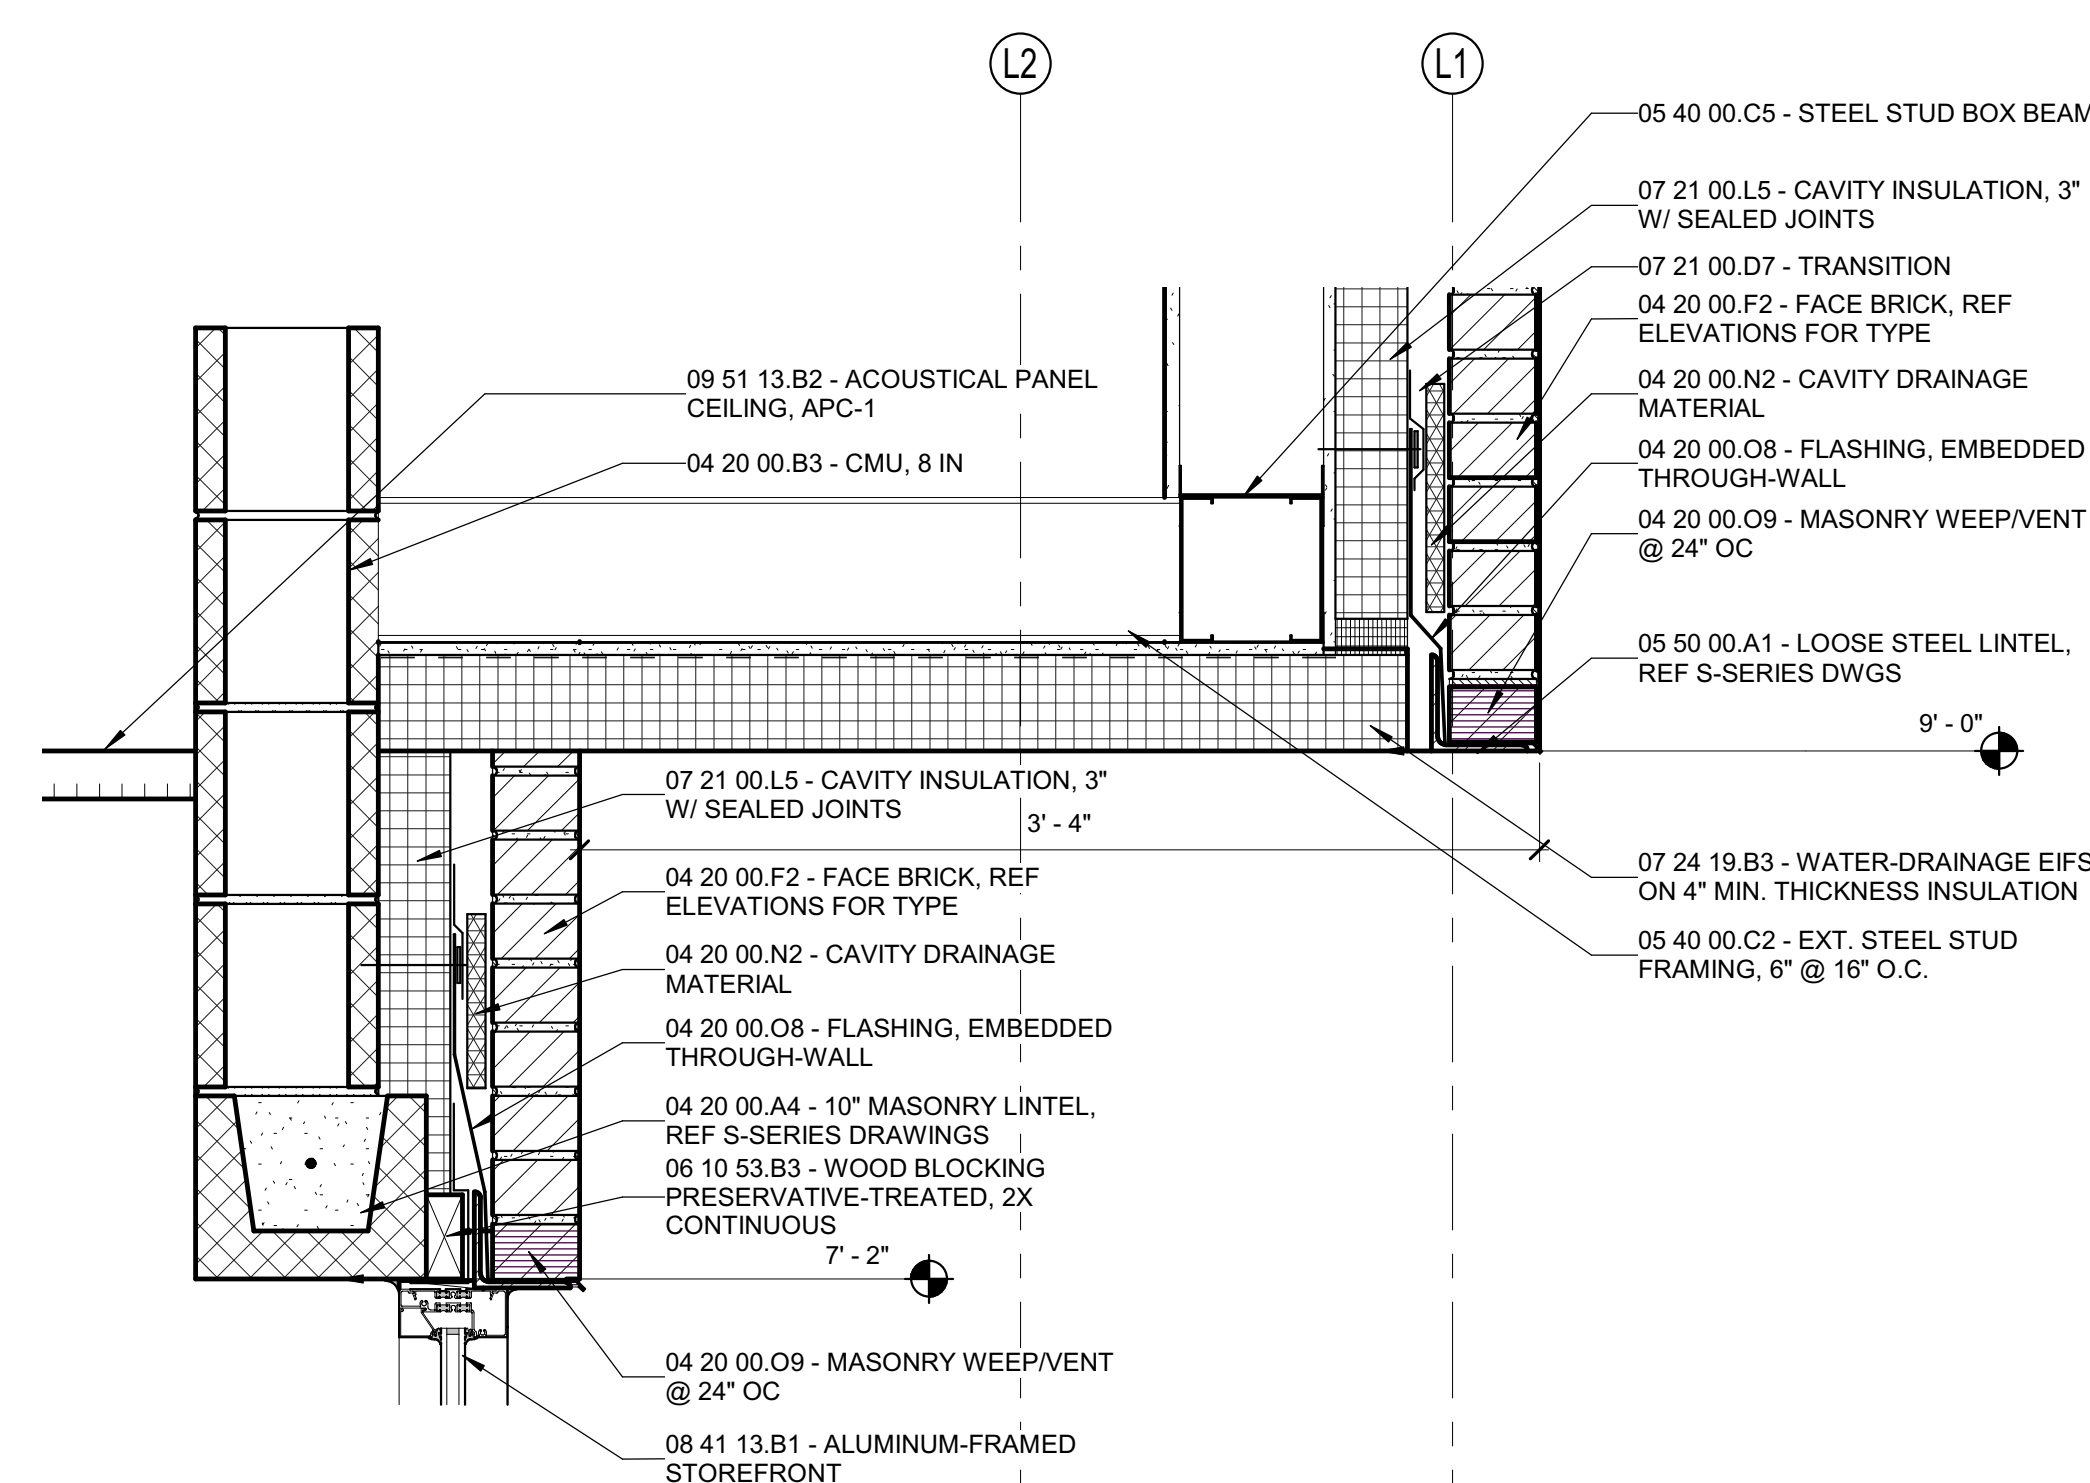 L2
L1
05 40 00.C5 - STEEL STUD BOX BEAM
07 21 00.L5 - CAVITY INSULATION, 3"
W/ SEALED JOINTS
07 21 00.D7 - TRANSITION
04 20 00.F2 - FACE BRICK, REF
ELEVATIONS FOR TYPE
04 20 00.N2 - CAVITY DRAINAGE
MATERIAL
04 20 00.O8 - FLASHING, EMBEDDED
THROUGH-WALL
04 20 00.O9 - MASONRY WEEP/VENT
@ 24" OC
05 50 00.A1 - LOOSE STEEL LINTEL,
REF S-SERIES DWGS
9' - 0"
09 51 13.B2 - ACOUSTICAL PANEL
CEILING, APC-1
04 20 00.B3 - CMU, 8 IN
07 21 00.L5 - CAVITY INSULATION, 3"
W/ SEALED JOINTS
3' - 4"
04 20 00.F2 - FACE BRICK, REF
ELEVATIONS FOR TYPE
04 20 00.N2 - CAVITY DRAINAGE
MATERIAL
04 20 00.O8 - FLASHING, EMBEDDED
THROUGH-WALL
04 20 00.A4 - 10" MASONRY LINTEL,
REF S-SERIES DRAWINGS
06 10 53.B3 - WOOD BLOCKING
PRESERVATIVE-TREATED, 2X
CONTINUOUS
7' - 2"
04 20 00.O9 - MASONRY WEEP/VENT
@ 24" OC
08 41 13.B1 - ALUMINUM-FRAMED
STOREFRONT
07 24 19.B3 - WATER-DRAINAGE EIFS
ON 4" MIN. THICKNESS INSULATION
05 40 00.C2 - EXT. STEEL STUD
FRAMING, 6" @ 16" O.C.